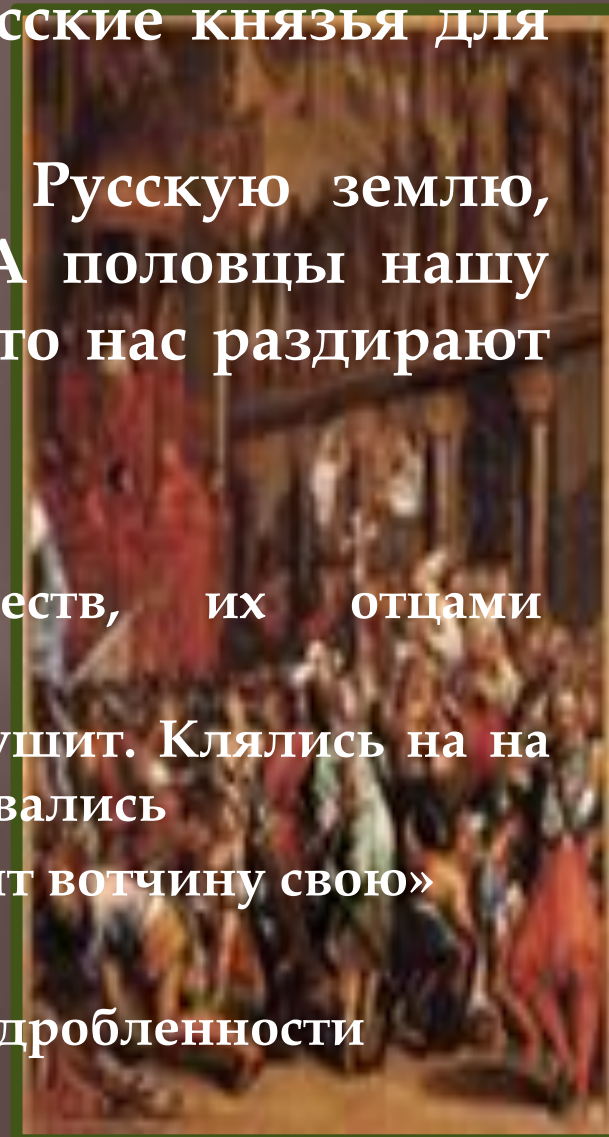 сские князья для
Русскую землю,
А половцы нашу
то нас раздирают
еств, их отцами
ушит. Клялись на на
вались
т вотчину свою»
дробленности